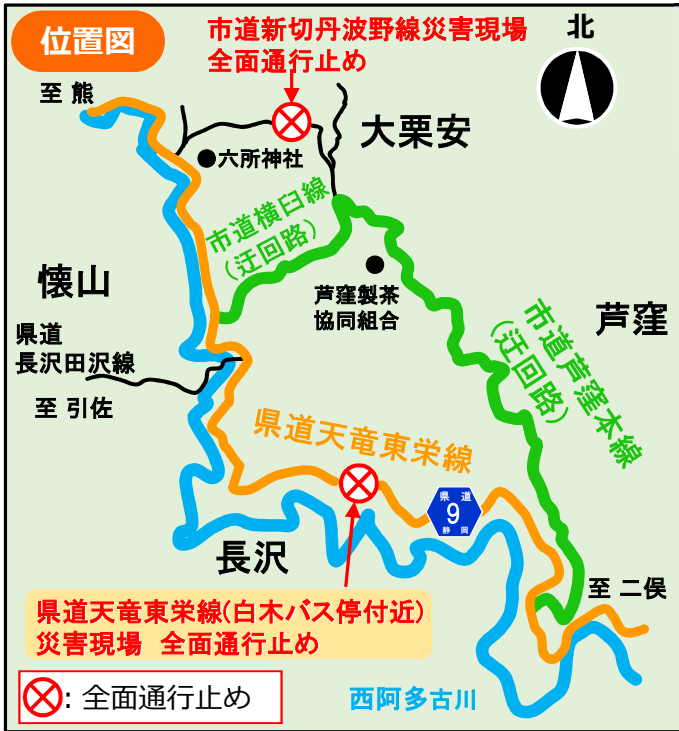 位置図
市道新切丹波野線災害現場
全面通行止め
北
至 熊
大栗安
六所神社
市道横臼線
(迂回路)
懐山
芦窪製茶
協同組合
芦窪
県道
長沢田沢線
市道芦窪本線
(迂回路)
至 引佐
県道天竜東栄線
県 道
9
静 岡
長沢
至 二俣
県道天竜東栄線(白木バス停付近)
災害現場 全面通行止め
: 全面通行止め
西阿多古川